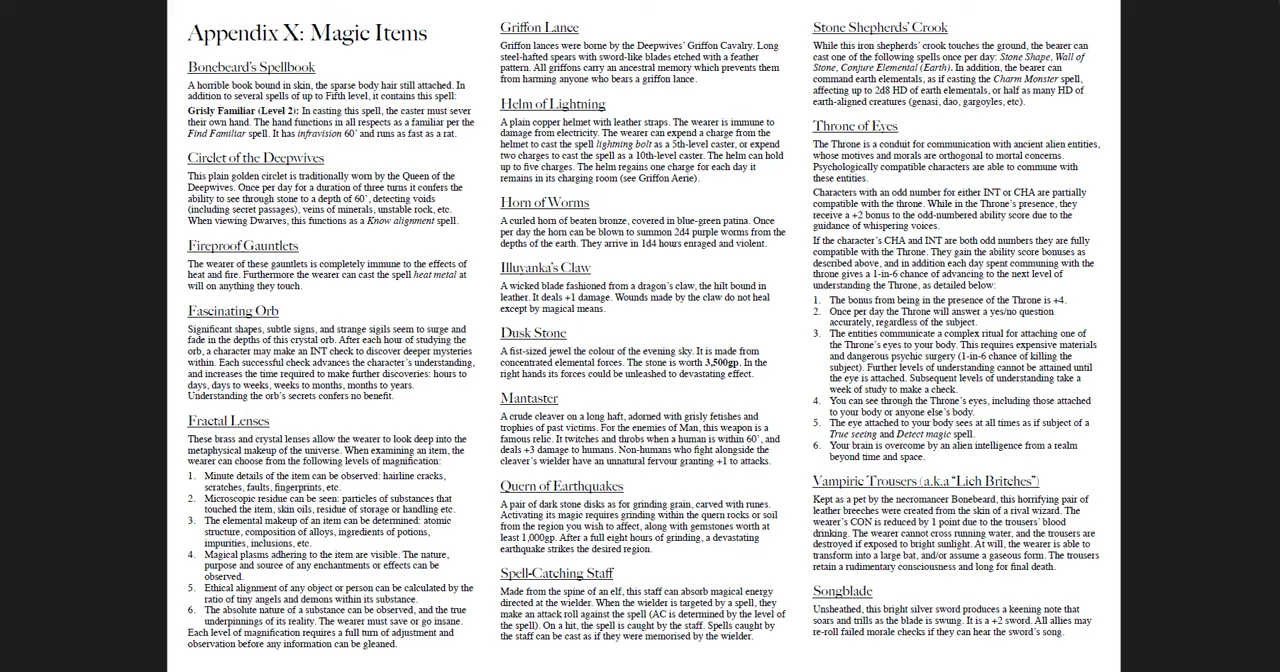 Appendix X: Magic Items
Bonebeard's Spellbook
A horrible book bound in skin, the sparse body hair still attached. In
addition to several spells of up to Fifth level, it contains this spell:
Grisly Familiar (Level 2): In casting this spell, the caster must sever
their own hand. The hand functions in all respects as a familiar per the
Find Familiar spell. It has infravision 60' and runs as fast as a rat.
Circlet of the Deepwives
This plain golden circlet is traditionally worn by the Queen of the
Deepwives. Once per day for a duration of three turns it confers the
ability to see through stone to a depth of 60', detecting voids
(including secret passages), veins of minerals, unstable rock, etc.
When viewing Dwarves, this functions as a Know alignment spell.
Fireproof Gauntlets
The wearer of these gauntlets is completely immune to the effects of
heat and fire. Furthermore the wearer can cast the spell heat metal at
will on anything they touch.
Fascinating Orb
Significant shapes, subtle signs, and strange sigils seem to surge and
fade in the depths of this crystal orb. After each hour of studying the
orb, a character may make an INT check to discover deeper mysteries
within. Each successful check advances the character's understanding,
and increases the time required to make further discoveries: hours to
days, days to weeks, weeks to months, months to years.
Understanding the orb's secrets confers no benefit.
Fractal Lenses
These brass and crystal lenses allow the wearer to look deep into the
metaphysical makeup of the universe. When examining an item, the
wearer can choose from the following levels of magnification:
1. Minute details of the item can be observed: hairline cracks,
scratches, faults, fingerprints, etc.
2. Microscopic residue can be seen: particles of substances that
touched the item, skin oils, residue of storage or handling etc.
3. The elemental makeup of an item can be determined: atomic
structure, composition of alloys, ingredients of potions,
impurities, inclusions, etc.
4. Magical plasms adhering to the item are visible. The nature,
purpose and source of any enchantments or effects can be
observed.
5. Ethical alignment of any object or person can be calculated by the
ratio of tiny angels and demons within its substance.
6. The absolute nature of a substance can be observed, and the true
underpinnings of its reality. The wearer must save or go insane.
Each level of magnification requires a full turn of adjustment and
observation before any information can be gleaned.
Griffon Lance
Griffon lances were borne by the Deepwives' Griffon Cavalry. Long
steel-hafted spears with sword-like blades etched with a feather
pattern. All griffons carry an ancestral memory which prevents them
from harming anyone who bears a griffon lance.
Helm of Lightning
A plain copper helmet with leather straps. The wearer is immune to
damage from electricity. The wearer can expend a charge from the
helmet to cast the spell lightning bolt as a 5th-level caster, or expend
two charges to cast the spell as a 10th-level caster. The helm can hold
up to five charges. The helm regains one charge for each day it
remains in its charging room (see Griffon Aerie).
Horn of Worms
A curled horn of beaten bronze, covered in blue-green patina. Once
per day the horn can be blown to summon 2d4 purple worms from the
depths of the earth. They arrive in 1d4 hours enraged and violent.
Illuyanka's Claw
A wicked blade fashioned from a dragon's claw, the hilt bound in
leather. It deals +1 damage. Wounds made by the claw do not heal
except by magical means.
Dusk Stone
A fist-sized jewel the colour of the evening sky. It is made from
concentrated elemental forces. The stone is worth 3,500gp. In the
right hands its forces could be unleashed to devastating effect.
Mantaster
A crude cleaver on a long haft, adorned with grisly fetishes and
trophies of past victims. For the enemies of Man, this weapon is a
famous relic. It twitches and throbs when a human is within 60', and
deals +3 damage to humans. Non-humans who fight alongside the
cleaver's wielder have an unnatural fervour granting +1 to attacks.
Quern of Earthquakes
A pair of dark stone disks as for grinding grain, carved with runes.
Activating its magic requires grinding within the quern rocks or soil
from the region you wish to affect, along with gemstones worth at
least 1,000gp. After a full eight hours of grinding, a devastating
earthquake strikes the desired region.
Spell-Catching Staff
Made from the spine of an elf, this staff can absorb magical energy
directed at the wielder. When the wielder is targeted by a spell, they
make an attack roll against the spell (AC is determined by the level of
the spell). On a hit, the spell is caught by the staff. Spells caught by
the staff can be cast as if they were memorised by the wielder.
Stone Shepherds' Crook
While this iron shepherds' crook touches the ground, the bearer can
cast one of the following spells once per day: Stone Shape, Wall of
Stone, Conjure Elemental (Earth). In addition, the bearer can
command earth elementals, as if casting the Charm Monster spell,
affecting up to 2d8 HD of earth elementals, or half as many HD of
earth-aligned creatures (genasi, dao, gargoyles, etc).
Throne of Eyes
The Throne is a conduit for communication with ancient alien entities,
whose motives and morals are orthogonal to mortal concerns.
Psychologically compatible characters are able to commune with
these entities.
Characters with an odd number for either INT or CHA are partially
compatible with the throne. While in the Throne's presence, they
receive a +2 bonus to the odd-numbered ability score due to the
guidance of whispering voices.
If the character's CHA and INT are both odd numbers they are fully
compatible with the Throne. They gain the ability score bonuses as
described above, and in addition each day spent communing with the
throne gives a 1-in-6 chance of advancing to the next level of
understanding the Throne, as detailed below:
1. The bonus from being in the presence of the Throne is +4.
2. Once per day the Throne will answer a yes/no question
accurately, regardless of the subject.
3. The entities communicate a complex ritual for attaching one of
the Throne's eyes to your body. This requires expensive materials
and dangerous psychic surgery (1-in-6 chance of killing the
subject). Further levels of understanding cannot be attained until
the eye is attached. Subsequent levels of understanding take a
week of study to make a check.
4. You can see through the Throne's eyes, including those attached
to your body or anyone else's body.
5. The eye attached to your body sees at all times as if subject of a
True seeing and Detect magic spell.
6. Your brain is overcome by an alien intelligence from a realm
beyond time and space.
Vampiric Trousers (a.k.a "Lich Britches")
Kept as a pet by the necromancer Bonebeard, this horrifying pair of
leather breeches were created from the skin of a rival wizard. The
wearer's CON is reduced by 1 point due to the trousers' blood
drinking. The wearer cannot cross running water, and the trousers are
destroyed if exposed to bright sunlight. At will, the wearer is able to
transform into a large bat, and/or assume a gaseous form. The trousers
retain a rudimentary consciousness and long for final death.
Songblade
Unsheathed, this bright silver sword produces a keening note that
soars and trills as the blade is swung. It is a +2 sword. All allies may
re-roll failed morale checks if they can hear the sword's song.